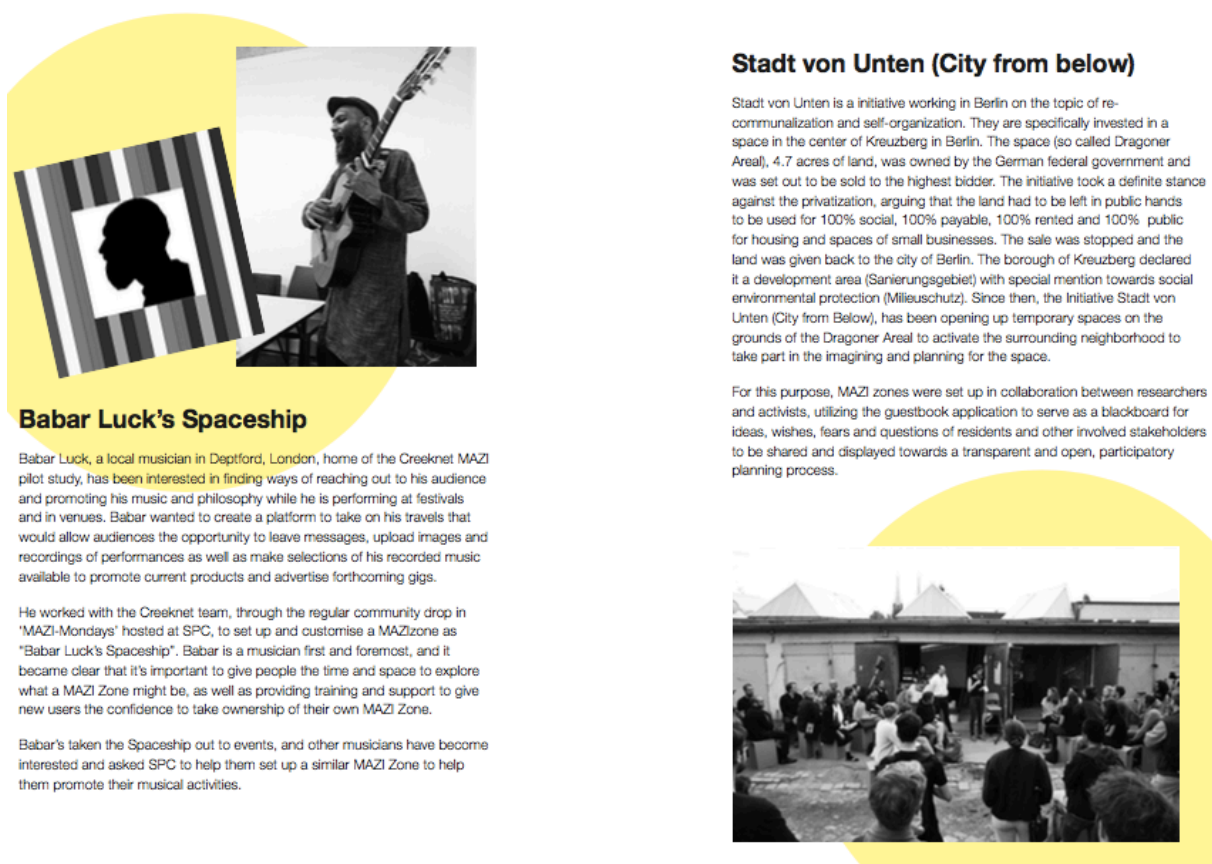 Babar Luck's Spaceship
Babar Luck, a local musician in Deptford, London, home of the Creeknet MAZI
pilot study, has been interested in finding ways of reaching out to his audience
and promoting his music and philosophy while he is performing at festivals
and in venues. Babar wanted to create a platform to take on his travels that
would allow audiences the opportunity to leave messages, upload images and
recordings of performances as well as make selections of his recorded music
available to promote current products and advertise forthcoming gigs.
He worked with the Creeknet team, through the regular community drop in
'MAZI-Mondays' hosted at SPC, to set up and customise a MAZIzone as
"Babar Luck's Spaceship". Babar is a musician first and foremost, and it
became clear that it's important to give people the time and space to explore
what a MAZI Zone might be, as well as providing training and support to give
new users the confidence to take ownership of their own MAZI Zone.
Babar's taken the Spaceship out to events, and other musicians have become
interested and asked SPC to help them set up a similar MAZI Zone to help
them promote their musical activities.
Stadt von Unten (City from below)
Stadt von Unten is a initiative working in Berlin on the topic of re-
communalization and self-organization. They are specifically invested in a
space in the center of Kreuzberg in Berlin. The space (so called Dragoner
Areal), 4.7 acres of land, was owned by the German federal government and
was set out to be sold to the highest bidder. The initiative took a definite stance
against the privatization, arguing that the land had to be left in public hands
to be used for 100% social, 100% payable, 100% rented and 100% public
for housing and spaces of small businesses. The sale was stopped and the
land was given back to the city of Berlin. The borough of Kreuzberg declared
it a development area (Sanierungsgebiet) with special mention towards social
environmental protection (Milieuschutz). Since then, the Initiative Stadt von
Unten (City from Below), has been opening up temporary spaces on the
grounds of the Dragoner Areal to activate the surrounding neighborhood to
take part in the imagining and planning for the space.
For this purpose, MAZI zones were set up in collaboration between researchers
and activists, utilizing the guestbook application to serve as a blackboard for
ideas, wishes, fears and questions of residents and other involved stakeholders
to be shared and displayed towards a transparent and open, participatory
planning process.